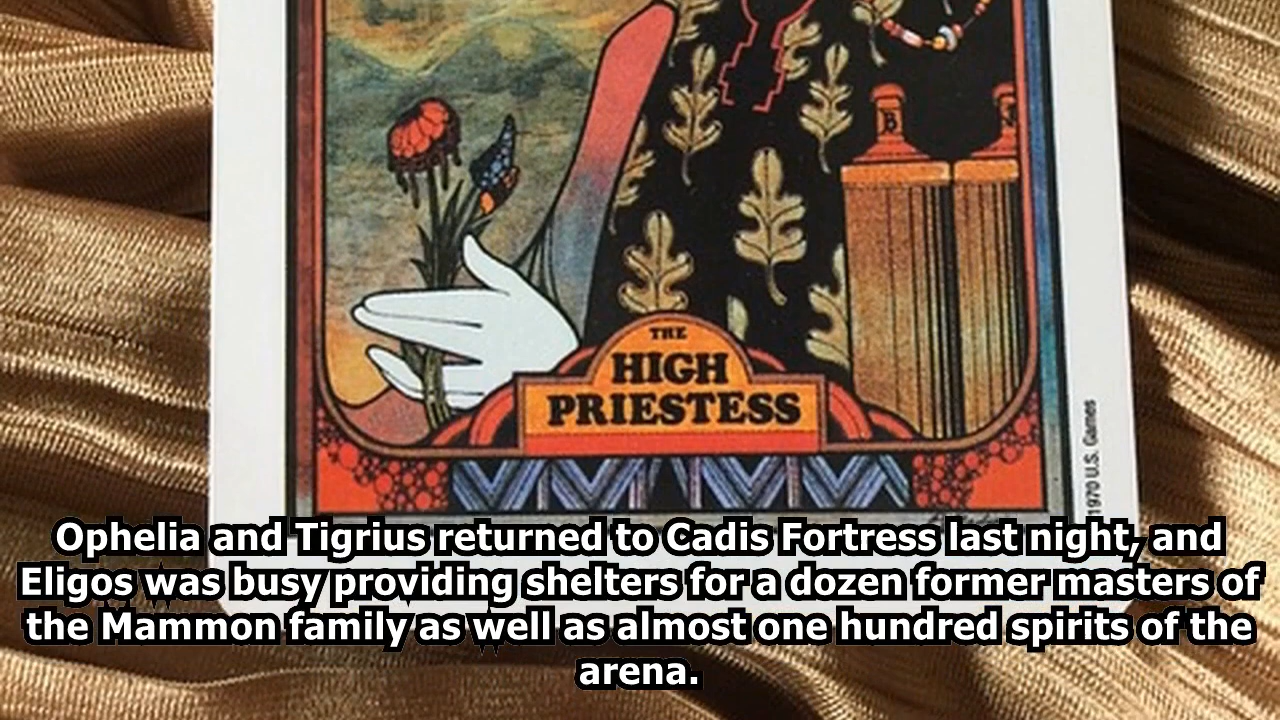 B
THE
HIGH
PRIESTESS
1970 U.S. Games
Ophelia and Tigrius returned to Cadis Fortress last night, and
Eligos was busy providing shelters for a dozen former masters of
the Mammon family as well as almost one hundred spirits of the
arena.